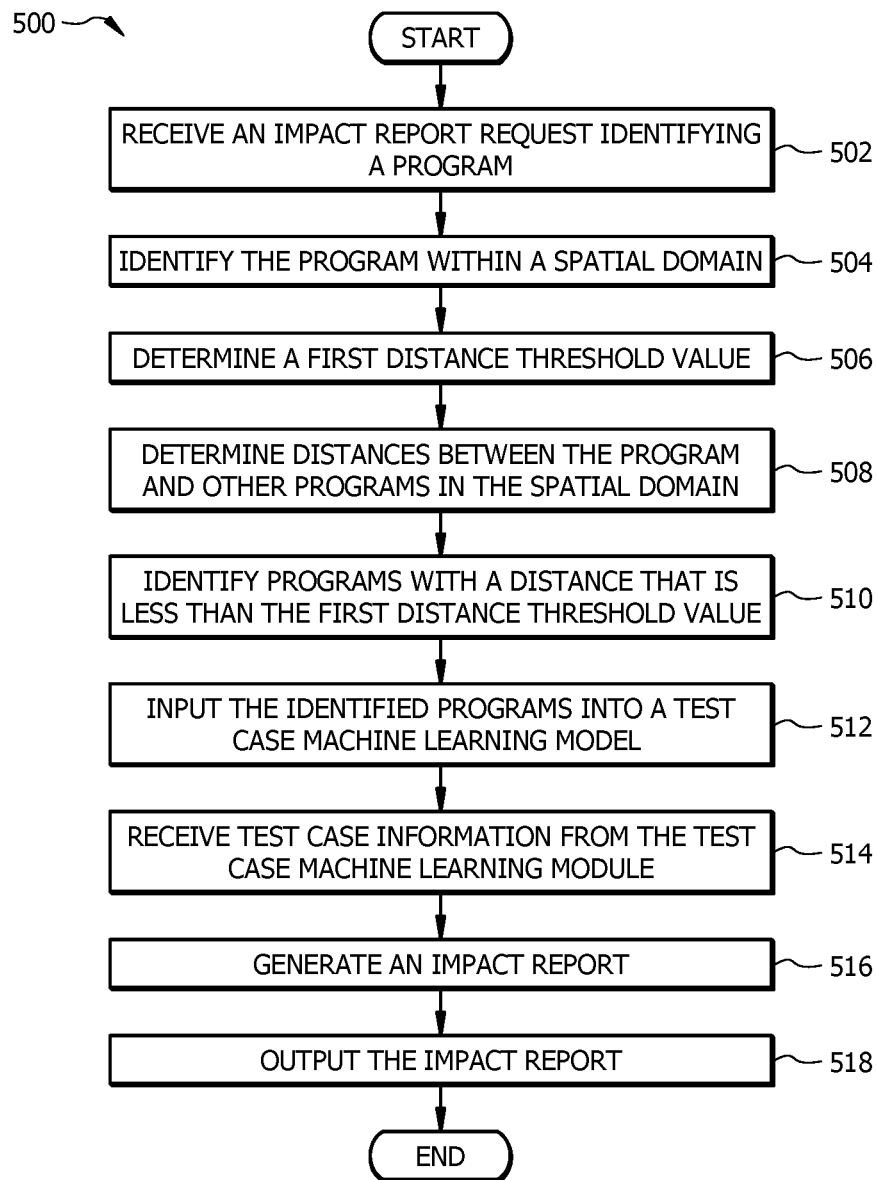 500
START
RECEIVE AN IMPACT REPORT REQUEST IDENTIFYING
A PROGRAM
502
IDENTIFY THE PROGRAM WITHIN A SPATIAL DOMAIN
504
DETERMINE A FIRST DISTANCE THRESHOLD VALUE
506
DETERMINE DISTANCES BETWEEN THE PROGRAM
AND OTHER PROGRAMS IN THE SPATIAL DOMAIN
508
IDENTIFY PROGRAMS WITH A DISTANCE THAT IS
LESS THAN THE FIRST DISTANCE THRESHOLD VALUE
510
INPUT THE IDENTIFIED PROGRAMS INTO A TEST
CASE MACHINE LEARNING MODEL
512
RECEIVE TEST CASE INFORMATION FROM THE TEST
CASE MACHINE LEARNING MODULE
514
GENERATE AN IMPACT REPORT
516
OUTPUT THE IMPACT REPORT
518
END